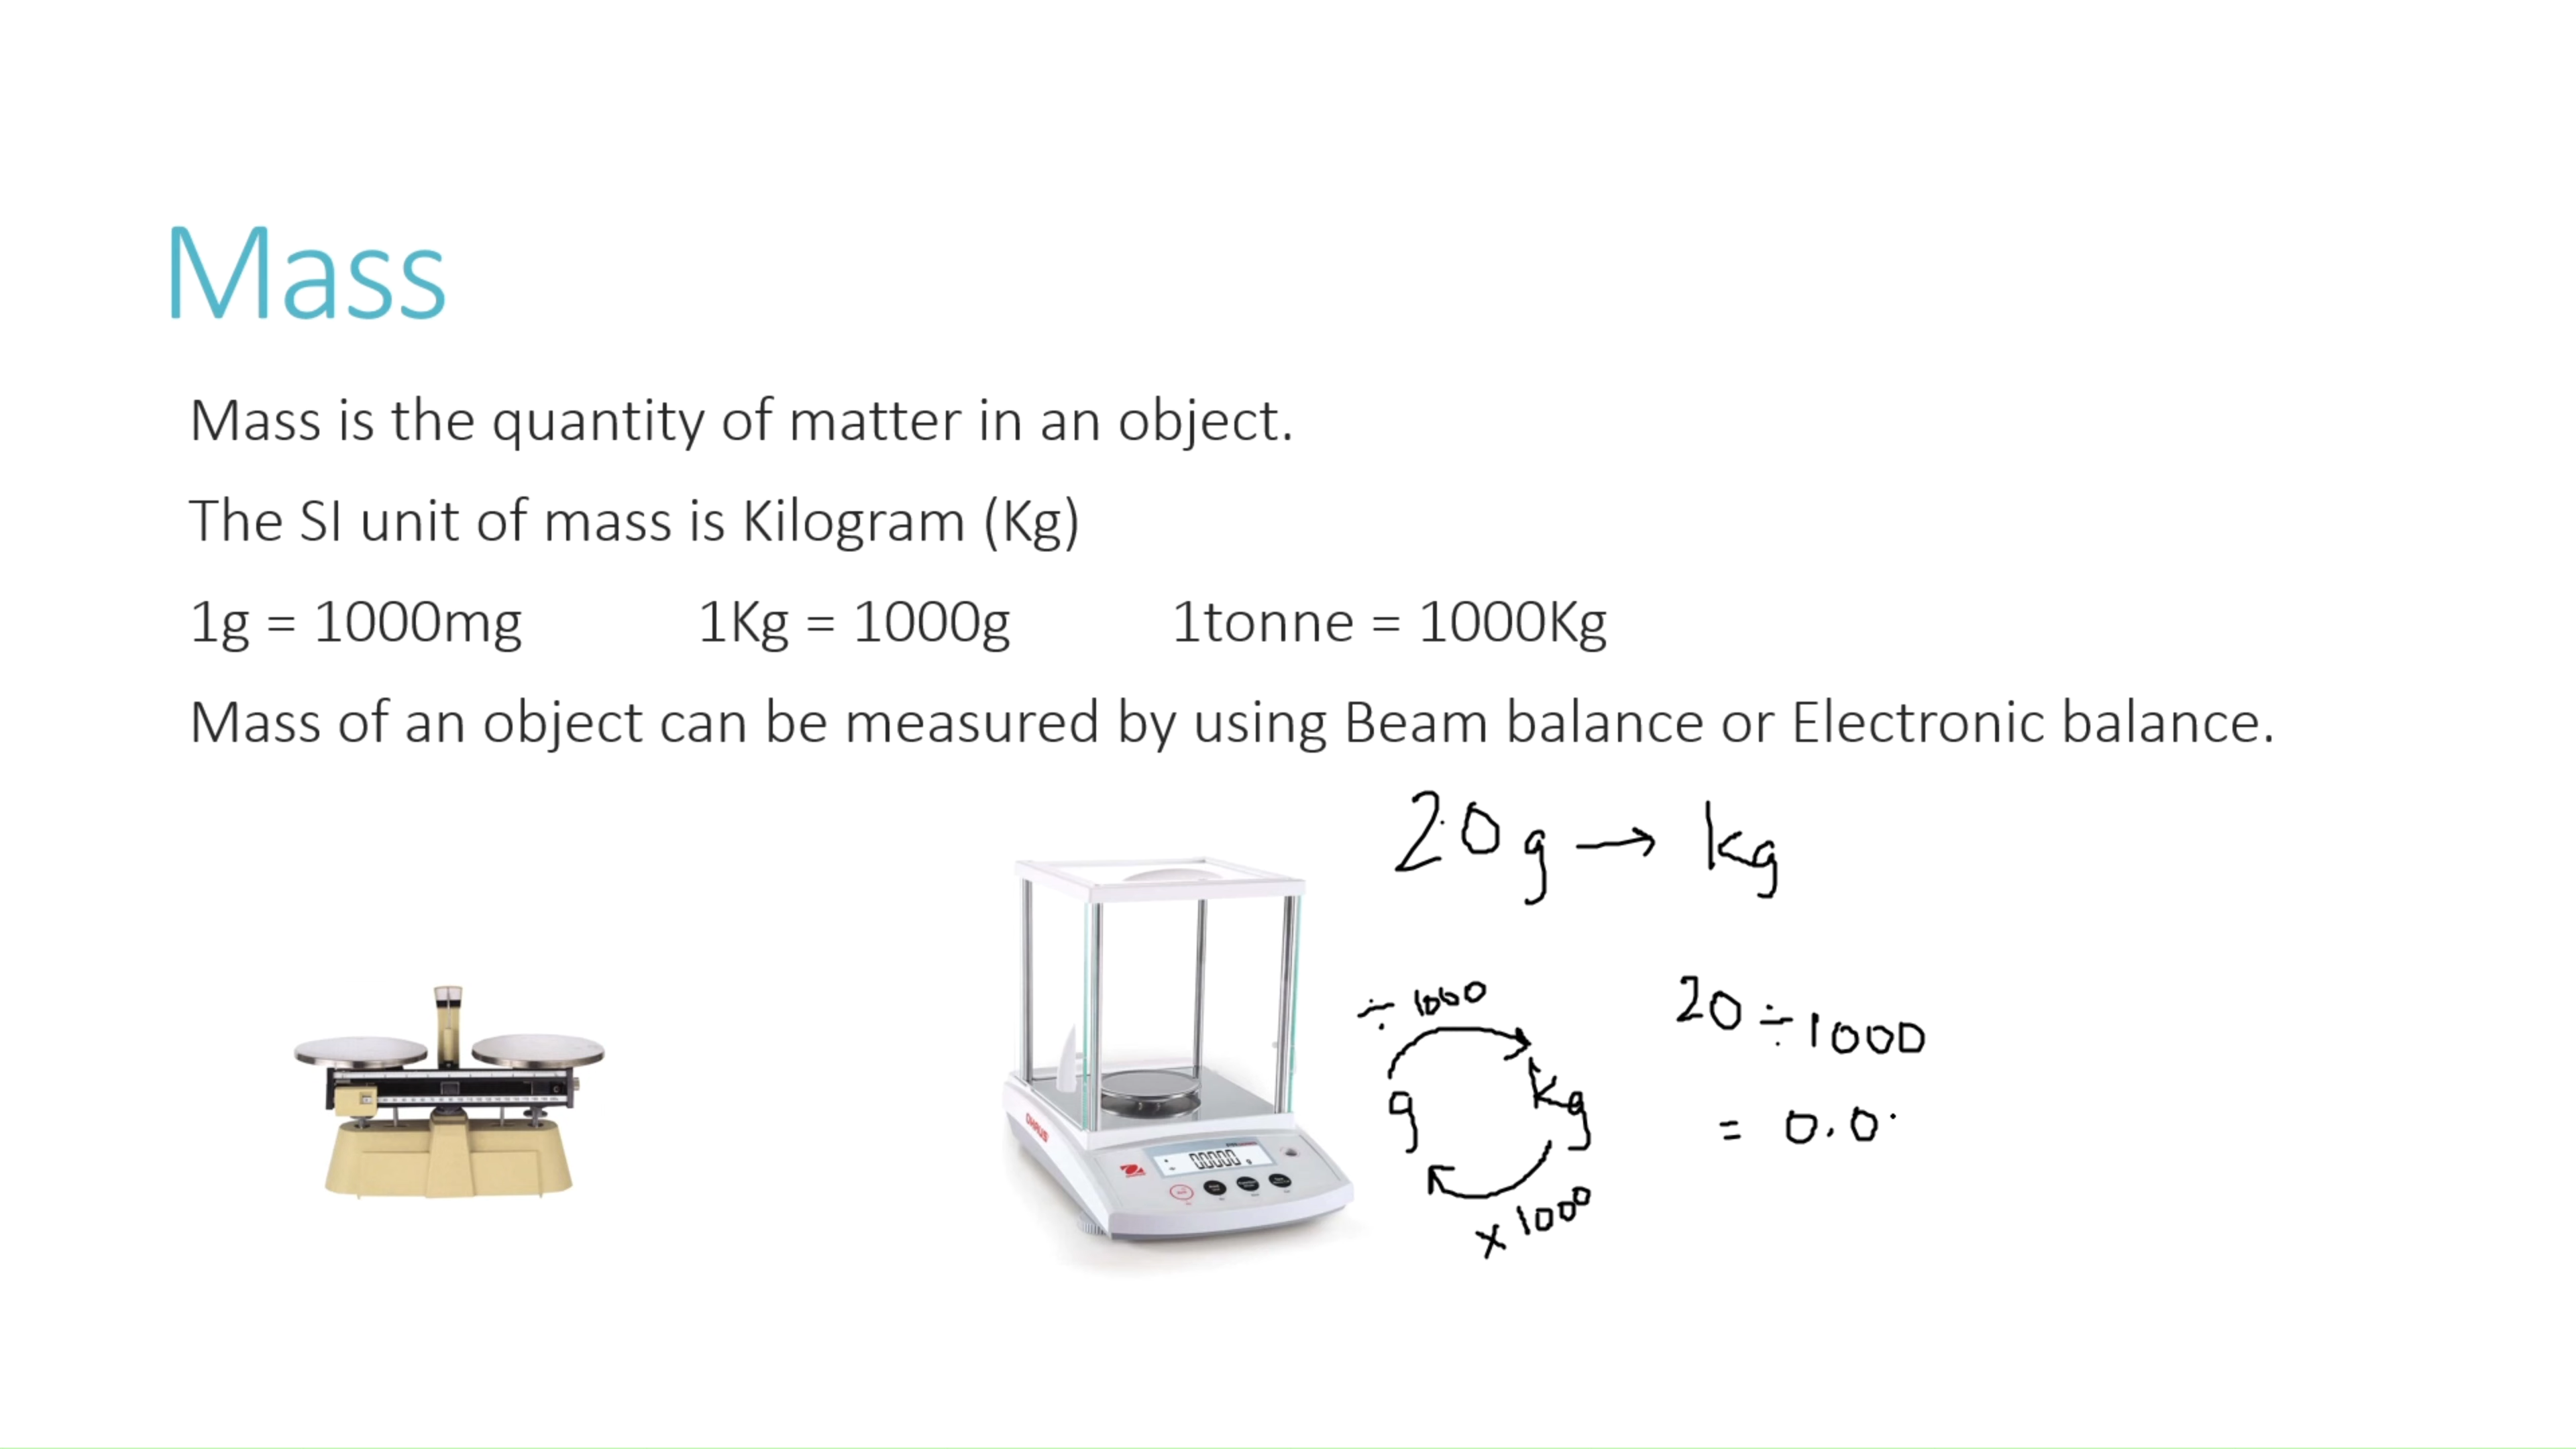 Mass
Mass is the quantity of matter in an object.
The SI unit of mass is Kilogram (Kg)
1g = 1000mg 1Kg = 1000g 1tonne = 1000Kg
Mass of an object can be measured by using Beam balance or Electronic balance.
20g → kg
÷ 1000
g kg
x 1000
20 ÷ 1000
= 0.0
OHAUS
00000 g